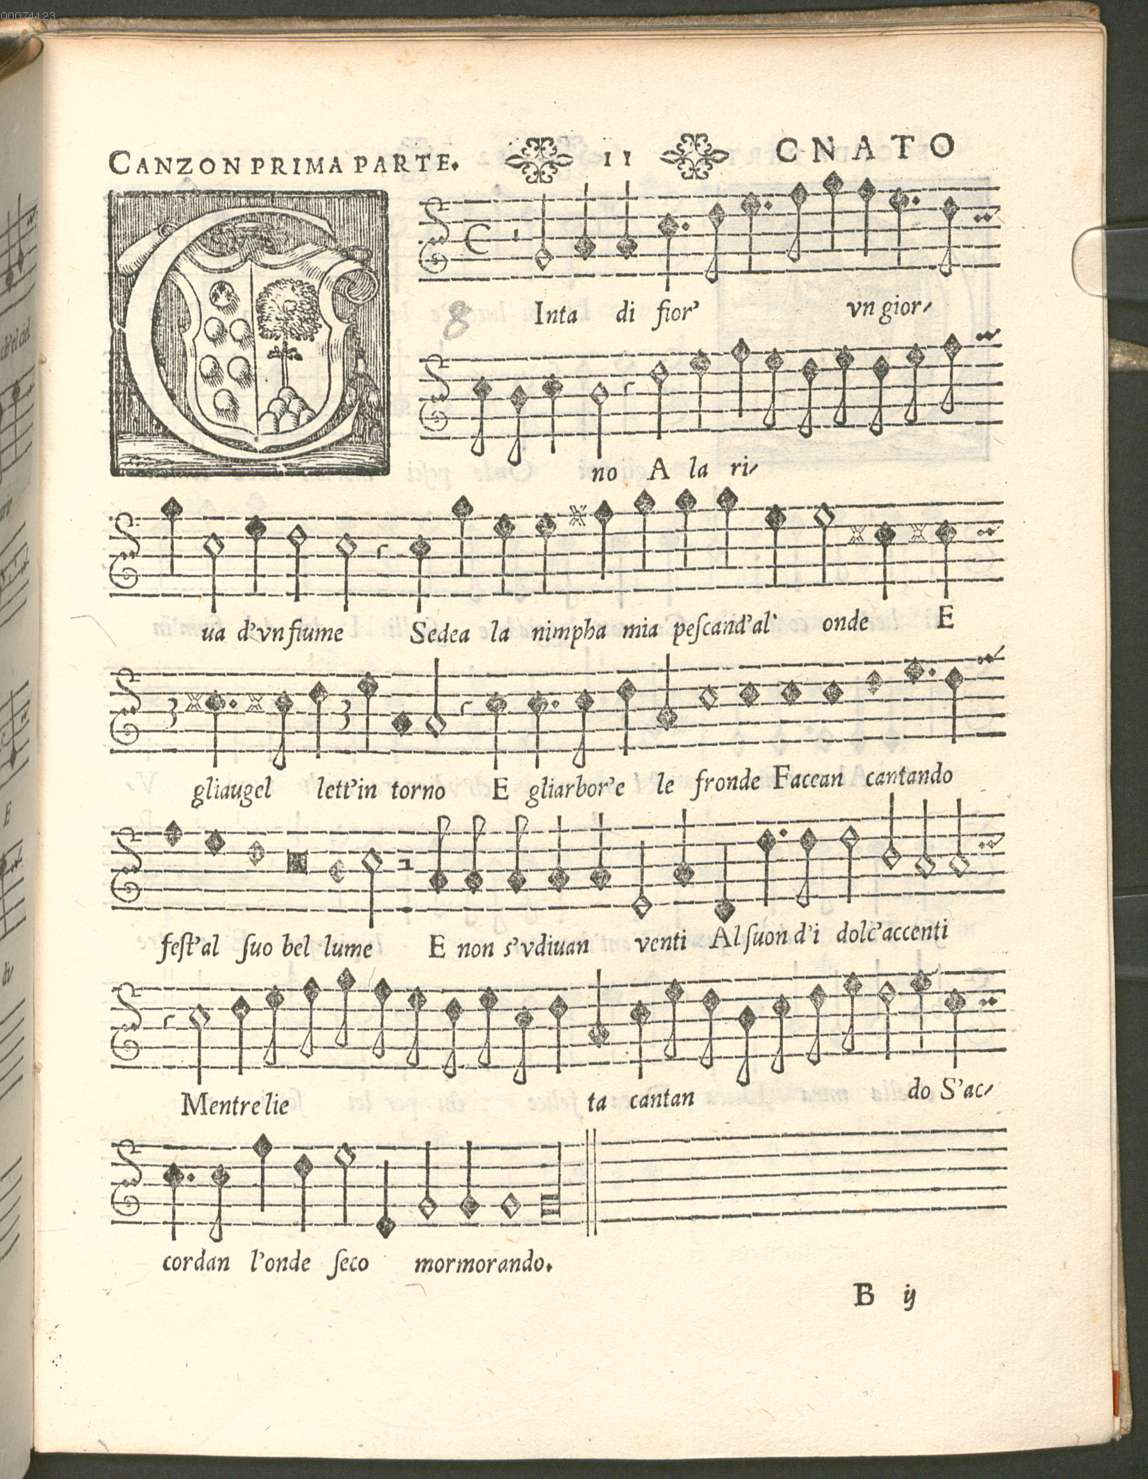 00074123
CANZON PRIMA PARTE. 11 CNATO
C
8
Inta di fior' vn gior-
no A la ri-
ua d'vn fiume Sedea la nimpha mia peſcand'al' onde E
gliaugel lett'in torno E gliarbor'e le fronde Facean cantando
feſt'al ſuo bel lume E non s'vdiuan venti Al ſuon d'i dolc'accenti
Mentre lie ta cantan do S'ac-
cordan l'onde ſeco mormorando.
B ij